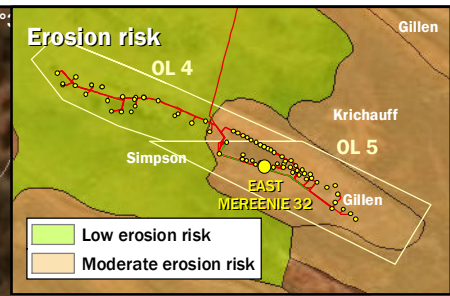 Erosion risk
Gillen
OL 4
Krichauff
OL 5
Simpson
EAST
MEREENIE 32
Gillen
Low erosion risk
Moderate erosion risk